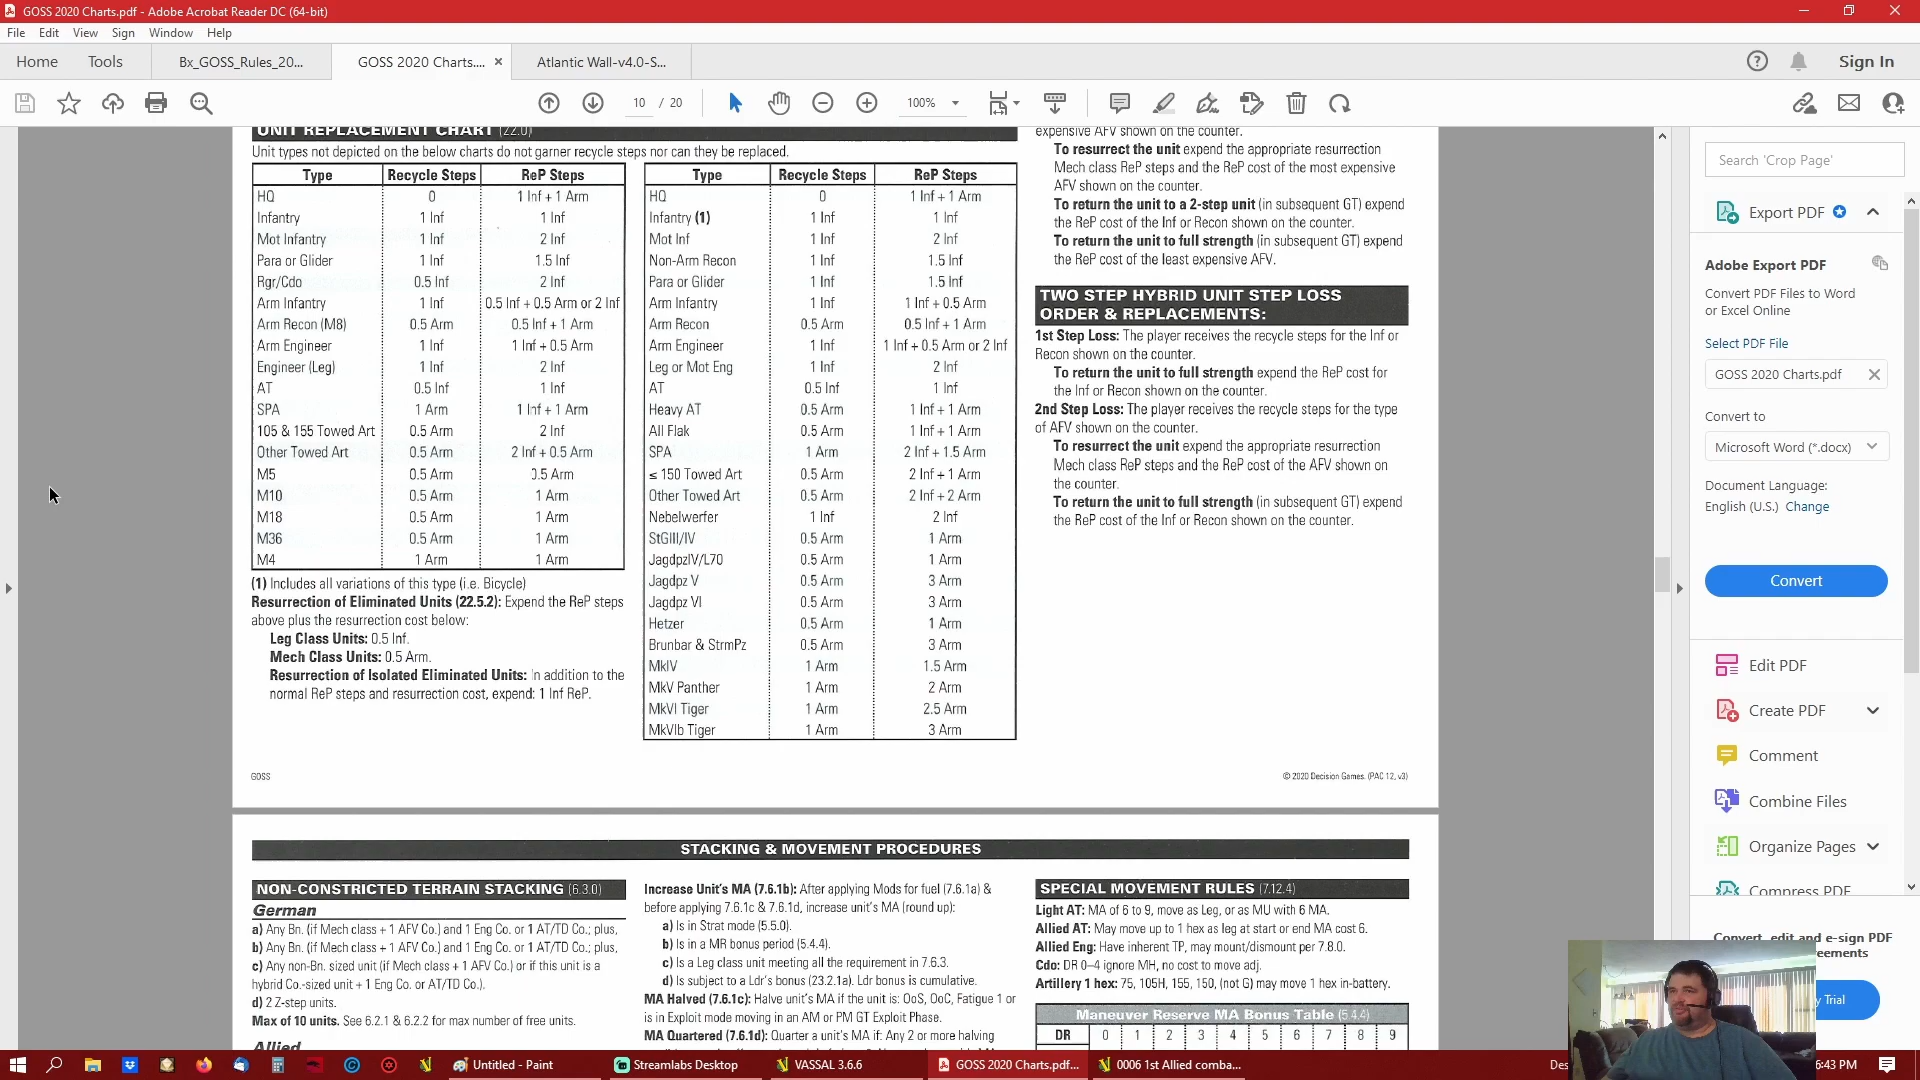 GOSS 2020 Charts.pdf - Adobe Acrobat Reader DC (64-bit)
File Edit View Sign Window Help
Home Tools Bx_GOSS_Rules_20... GOSS 2020 Charts.... × Atlantic Wall-v4.0-S... Sign In
10 / 20 100%
UNIT REPLACEMENT CHART (22.0)
Unit types not depicted on the below charts do not garner recycle steps nor can they be replaced.
Type Recycle Steps ReP Steps
HQ 0 1 Inf + 1 Arm
Infantry 1 Inf 1 Inf
Mot Infantry 1 Inf 2 Inf
Para or Glider 1 Inf 1.5 Inf
Rgr/Cdo 0.5 Inf 2 Inf
Arm Infantry 1 Inf 0.5 Inf + 0.5 Arm or 2 Inf
Arm Recon (M8) 0.5 Arm 0.5 Inf + 1 Arm
Arm Engineer 1 Inf 1 Inf + 0.5 Arm
Engineer (Leg) 1 Inf 2 Inf
AT 0.5 Inf 1 Inf
SPA 1 Arm 1 Inf + 1 Arm
105 & 155 Towed Art 0.5 Arm 2 Inf
Other Towed Art 0.5 Arm 2 Inf + 0.5 Arm
M5 0.5 Arm 0.5 Arm
M10 0.5 Arm 1 Arm
M18 0.5 Arm 1 Arm
M36 0.5 Arm 1 Arm
M4 1 Arm 1 Arm
(1) Includes all variations of this type (i.e. Bicycle)
Resurrection of Eliminated Units (22.5.2): Expend the ReP steps
above plus the resurrection cost below:
Leg Class Units: 0.5 Inf.
Mech Class Units: 0.5 Arm.
Resurrection of Isolated Eliminated Units: In addition to the
normal ReP steps and resurrection cost, expend: 1 Inf ReP.
Type Recycle Steps ReP Steps
HQ 0 1 Inf + 1 Arm
Infantry (1) 1 Inf 1 Inf
Mot Inf 1 Inf 2 Inf
Non-Arm Recon 1 Inf 1.5 Inf
Para or Glider 1 Inf 1.5 Inf
Arm Infantry 1 Inf 1 Inf + 0.5 Arm
Arm Recon 0.5 Arm 0.5 Inf + 1 Arm
Arm Engineer 1 Inf 1 Inf + 0.5 Arm or 2 Inf
Leg or Mot Eng 1 Inf 2 Inf
AT 0.5 Inf 1 Inf
Heavy AT 0.5 Arm 1 Inf + 1 Arm
All Flak 0.5 Arm 1 Inf + 1 Arm
SPA 1 Arm 2 Inf + 1.5 Arm
≤ 150 Towed Art 0.5 Arm 2 Inf + 1 Arm
Other Towed Art 0.5 Arm 2 Inf + 2 Arm
Nebelwerfer 1 Inf 2 Inf
StGIII/IV 0.5 Arm 1 Arm
JagdpzIV/L70 0.5 Arm 1 Arm
Jagdpz V 0.5 Arm 3 Arm
Jagdpz VI 0.5 Arm 3 Arm
Hetzer 0.5 Arm 1 Arm
Brunbar & StrmPz 0.5 Arm 3 Arm
MkIV 1 Arm 1.5 Arm
MkV Panther 1 Arm 2 Arm
MkVI Tiger 1 Arm 2.5 Arm
MkVIb Tiger 1 Arm 3 Arm
expensive AFV shown on the counter.
To resurrect the unit expend the appropriate resurrection
Mech class ReP steps and the ReP cost of the most expensive
AFV shown on the counter.
To return the unit to a 2-step unit (in subsequent GT) expend
the ReP cost of the Inf or Recon shown on the counter.
To return the unit to full strength (in subsequent GT) expend
the ReP cost of the least expensive AFV.
TWO STEP HYBRID UNIT STEP LOSS
ORDER & REPLACEMENTS:
1st Step Loss: The player receives the recycle steps for the Inf or
Recon shown on the counter.
To return the unit to full strength expend the ReP cost for
the Inf or Recon shown on the counter.
2nd Step Loss: The player receives the recycle steps for the type
of AFV shown on the counter.
To resurrect the unit expend the appropriate resurrection
Mech class ReP steps and the ReP cost of the AFV shown on
the counter.
To return the unit to full strength (in subsequent GT) expend
the ReP cost of the Inf or Recon shown on the counter.
GOSS © 2020 Decision Games. (PAC 12, v3)
STACKING & MOVEMENT PROCEDURES
NON-CONSTRICTED TERRAIN STACKING (6.3.0)
German
a) Any Bn. (if Mech class + 1 AFV Co.) and 1 Eng Co. or 1 AT/TD Co.; plus,
b) Any Bn. (if Mech class + 1 AFV Co.) and 1 Eng Co. or 1 AT/TD Co.; plus,
c) Any non-Bn. sized unit (if Mech class + 1 AFV Co.) or if this unit is a
hybrid Co.-sized unit + 1 Eng Co. or AT/TD Co.).
d) 2 Z-step units.
Max of 10 units. See 6.2.1 & 6.2.2 for max number of free units.
Allied
Increase Unit's MA (7.6.1b): After applying Mods for fuel (7.6.1a) &
before applying 7.6.1c & 7.6.1d, increase unit's MA (round up):
a) Is in Strat mode (5.5.0).
b) Is in a MR bonus period (5.4.4).
c) Is a Leg class unit meeting all the requirement in 7.6.3.
d) Is subject to a Ldr's bonus (23.2.1a). Ldr bonus is cumulative.
MA Halved (7.6.1c): Halve unit's MA if the unit is: OoS, OoC, Fatigue 1 or
is in Exploit mode moving in an AM or PM GT Exploit Phase.
MA Quartered (7.6.1d): Quarter a unit's MA if: Any 2 or more halving
SPECIAL MOVEMENT RULES (7.12.4)
Light AT: MA of 6 to 9, move as Leg, or as MU with 6 MA.
Allied AT: May move up to 1 hex as leg at start or end MA cost 6.
Allied Eng: Have inherent TP, may mount/dismount per 7.8.0.
Cdo: DR 0–4 ignore MH, no cost to move adj.
Artillery 1 hex: 75, 105H, 155, 150, (not G) may move 1 hex in-battery.
Maneuver Reserve MA Bonus Table (5.4.4)
DR 0 1 2 3 4 5 6 7 8 9
Search 'Crop Page'
Export PDF
Adobe Export PDF
Convert PDF Files to Word
or Excel Online
Select PDF File
GOSS 2020 Charts.pdf
Convert to
Microsoft Word (*.docx)
Document Language:
English (U.S.) Change
Convert
Edit PDF
Create PDF
Comment
Combine Files
Organize Pages
Compress PDF
Convert, edit and e-sign PDF
Trial
Untitled - Paint Streamlabs Desktop VASSAL 3.6.6 GOSS 2020 Charts.pdf... 0006 1st Allied comba... 6:43 PM